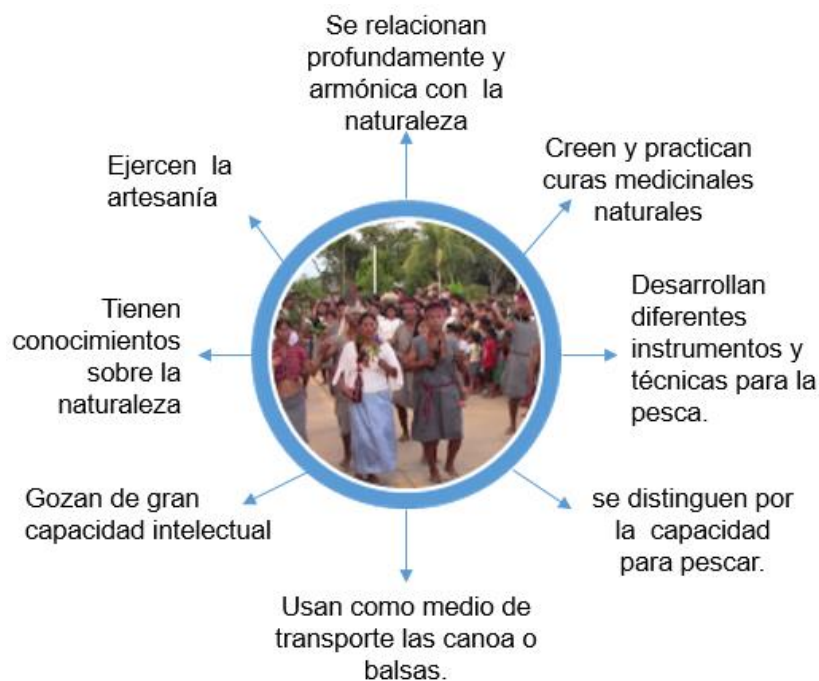 Se relacionan
profundamente y
armónica con la
naturaleza
Creen y practican
curas medicinales
naturales
Desarrollan
diferentes
instrumentos y
técnicas para la
pesca.
se distinguen por
la capacidad
para pescar.
Usan como medio de
transporte las canoa o
balsas.
Gozan de gran
capacidad intelectual
Tienen
conocimientos
sobre la
naturaleza
Ejercen la
artesanía